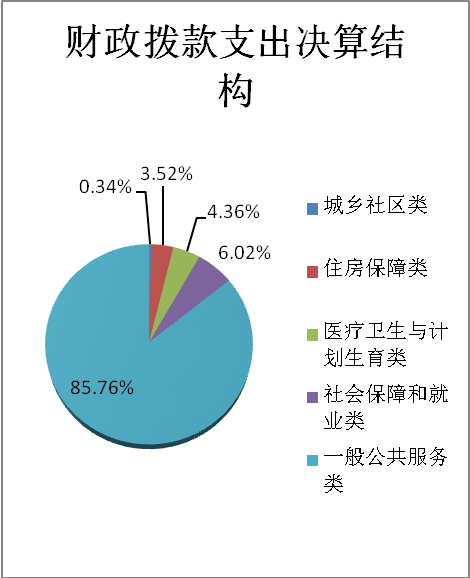 财政拨款支出决算结
构
3.52%
0.34%
4.36%
6.02%
85.76%
城乡社区类
住房保障类
医疗卫生与计
划生育类
社会保障和就
业类
一般公共服务
类